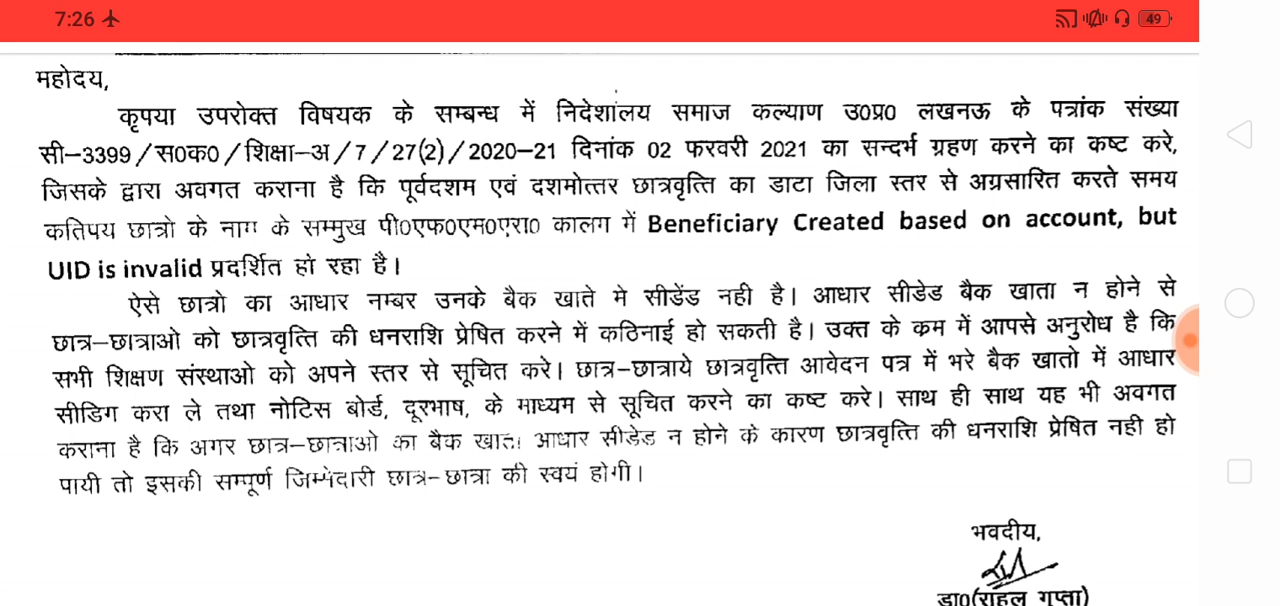 7:26
49
महोदय,
कृपया उपरोक्त विषयक के सम्बन्ध में निदेशालय समाज कल्याण उ0प्र0 लखनऊ के पत्रांक संख्या
सी–3399/स0क0/शिक्षा–अ/7/27(2)/2020–21 दिनांक 02 फरवरी 2021 का सन्दर्भ ग्रहण करने का कष्ट करे,
जिसके द्वारा अवगत कराना है कि पूर्वदशम एवं दशमोत्तर छात्रवृत्ति का डाटा जिला स्तर से अग्रसारित करते समय
कतिपय छात्रो के नाम के सम्मुख पी0एफ0एम0एस0 कालम में Beneficiary Created based on account, but
UID is invalid प्रदर्शित हो रहा है।
ऐसे छात्रो का आधार नम्बर उनके बैक खाते मे सीडेंड नही है। आधार सीडेड बैक खाता न होने से
छात्र–छात्राओ को छात्रवृत्ति की धनराशि प्रेषित करने में कठिनाई हो सकती है। उक्त के क्रम में आपसे अनुरोध है कि
सभी शिक्षण संस्थाओ को अपने स्तर से सूचित करे। छात्र–छात्राये छात्रवृत्ति आवेदन पत्र में भरे बैक खातो में आधार
सीडिग करा ले तथा नोटिस बोर्ड, दूरभाष, के माध्यम से सूचित करने का कष्ट करे। साथ ही साथ यह भी अवगत
कराना है कि अगर छात्र–छात्राओ का बैक खाता आधार सीडेड न होने के कारण छात्रवृत्ति की धनराशि प्रेषित नही हो
पायी तो इसकी सम्पूर्ण जिम्मेदारी छात्र–छात्रा की स्वयं होगी।
भवदीय,
डा0(राहुल गुप्ता)